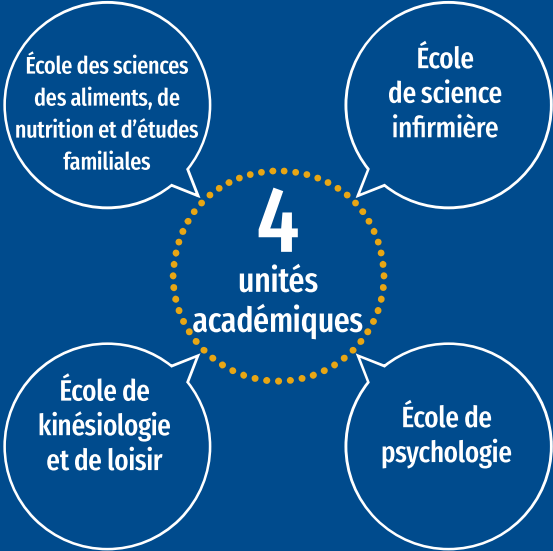 École des sciences
des aliments, de
nutrition et d'études
familiales
École
de science
infirmière
4
unités
académiques
École de
kinésiologie
et de loisir
École de
psychologie